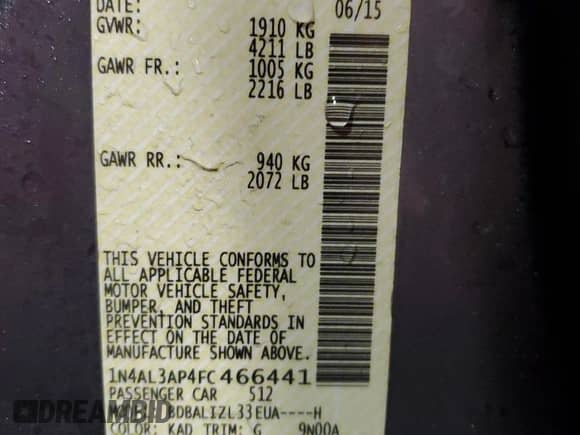 DATE: 06/15
GVWR: 1910 KG
4211 LB
GAWR FR.: 1005 KG
2216 LB
GAWR RR.: 940 KG
2072 LB
THIS VEHICLE CONFORMS TO
ALL APPLICABLE FEDERAL
MOTOR VEHICLE SAFETY,
BUMPER, AND THEFT
PREVENTION STANDARDS IN
EFFECT ON THE DATE OF
MANUFACTURE SHOWN ABOVE.
1N4AL3AP4FC466441
PASSENGER CAR 512
BDBALIZL33EUA----H
COLOR: KAD TRIM: G 9N00A
READYFORBID